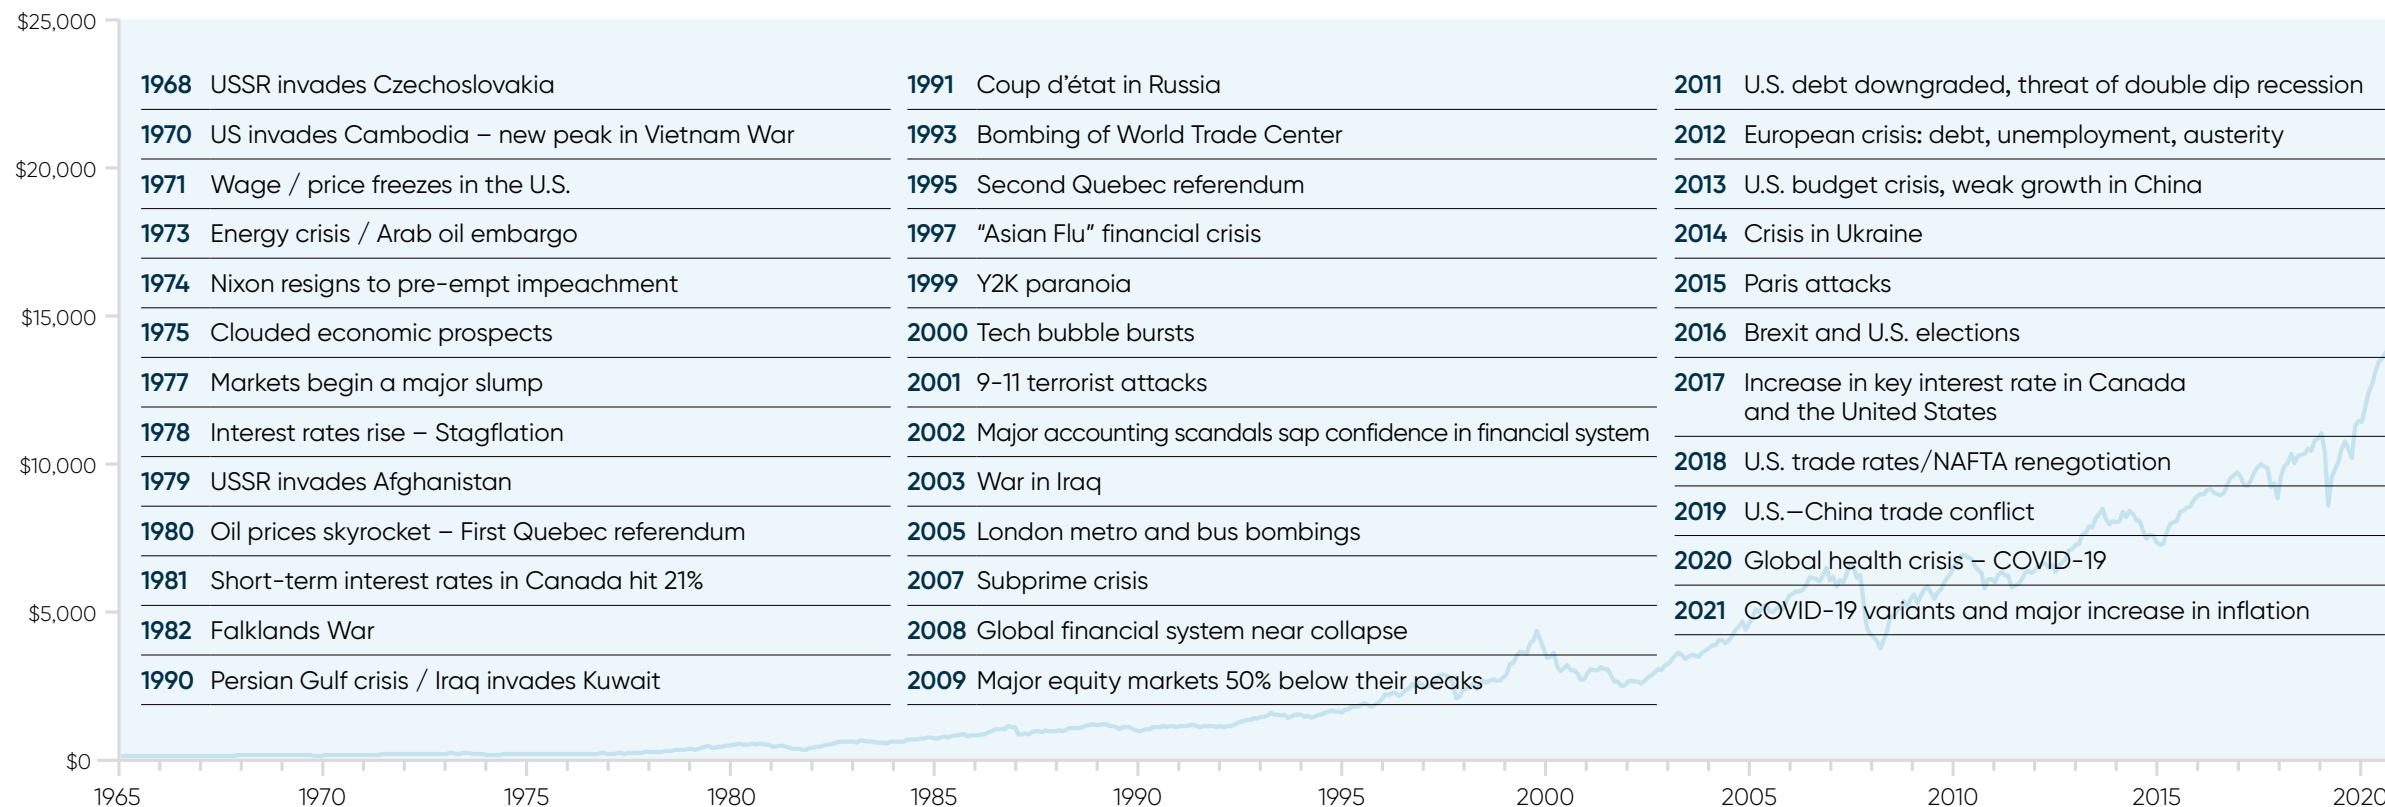 $25,000
$20,000
$15,000
$10,000
$5,000
$0
1968 USSR invades Czechoslovakia
1970 US invades Cambodia – new peak in Vietnam War
1971 Wage / price freezes in the U.S.
1973 Energy crisis / Arab oil embargo
1974 Nixon resigns to pre-empt impeachment
1975 Clouded economic prospects
1977 Markets begin a major slump
1978 Interest rates rise – Stagflation
1979 USSR invades Afghanistan
1980 Oil prices skyrocket – First Quebec referendum
1981 Short-term interest rates in Canada hit 21%
1982 Falklands War
1990 Persian Gulf crisis / Iraq invades Kuwait
1991 Coup d’état in Russia
1993 Bombing of World Trade Center
1995 Second Quebec referendum
1997 “Asian Flu” financial crisis
1999 Y2K paranoia
2000 Tech bubble bursts
2001 9-11 terrorist attacks
2002 Major accounting scandals sap confidence in financial system
2003 War in Iraq
2005 London metro and bus bombings
2007 Subprime crisis
2008 Global financial system near collapse
2009 Major equity markets 50% below their peaks
2011 U.S. debt downgraded, threat of double dip recession
2012 European crisis: debt, unemployment, austerity
2013 U.S. budget crisis, weak growth in China
2014 Crisis in Ukraine
2015 Paris attacks
2016 Brexit and U.S. elections
2017 Increase in key interest rate in Canada
and the United States
2018 U.S. trade rates/NAFTA renegotiation
2019 U.S.–China trade conflict
2020 Global health crisis – COVID-19
2021 COVID-19 variants and major increase in inflation
1965 1970 1975 1980 1985 1990 1995 2000 2005 2010 2015 2020